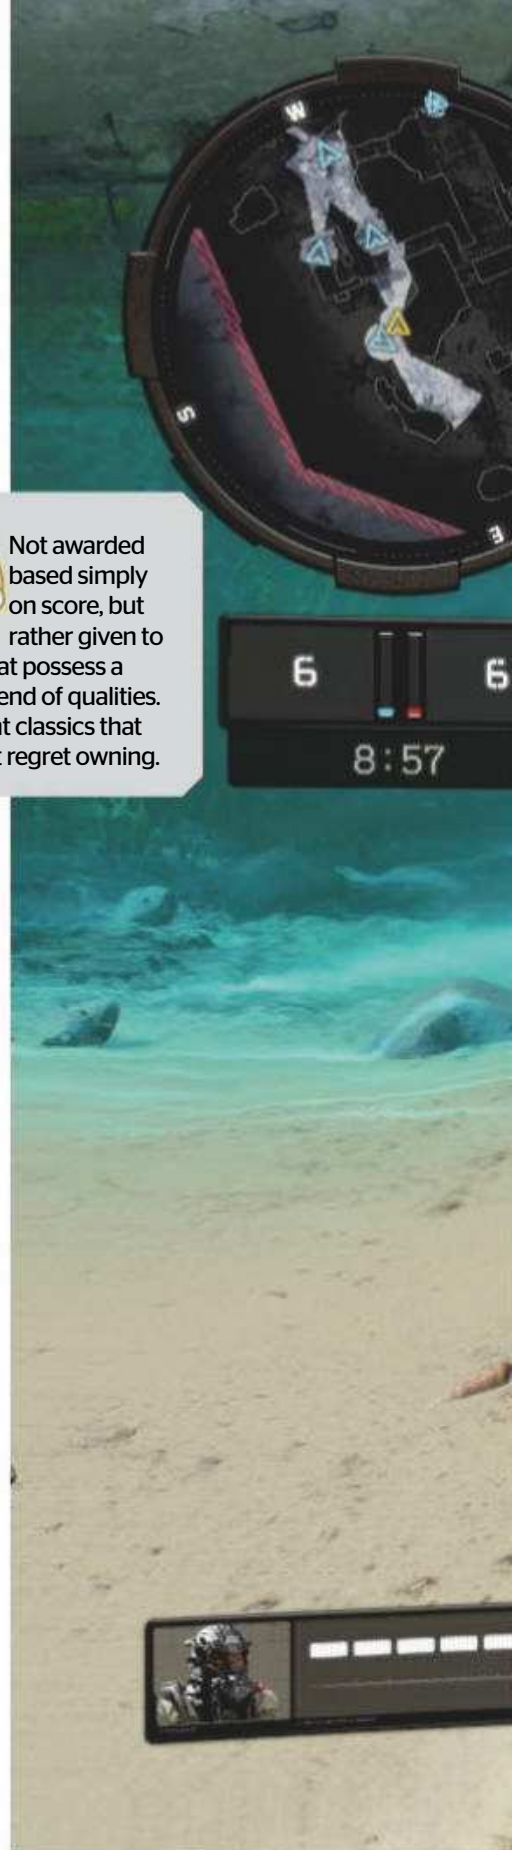 W
S
E
Not awarded
based simply
on score, but
rather given to
at possess a
end of qualities.
t classics that
t regret owning.
6 6
8:57